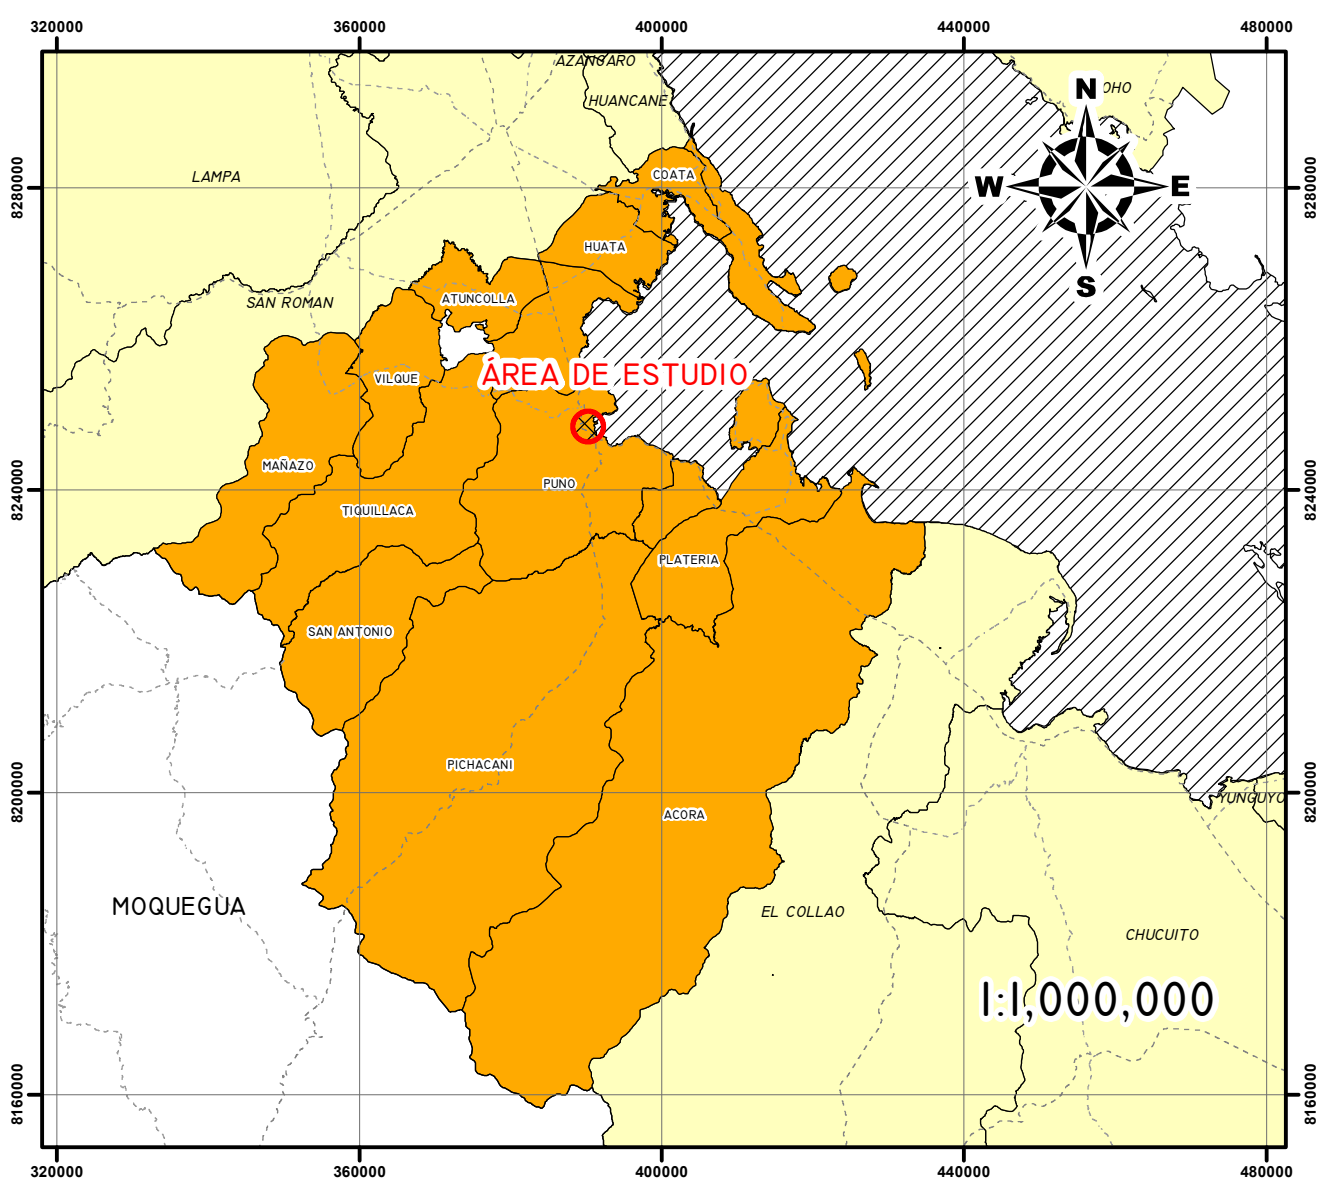 320000 360000 400000 440000 480000
AZANGARO
HUANCANE
N
OHO
LAMPA
COATA
W E
8280000 8280000
HUATA
S
ATUNCOLLA
SAN ROMAN
ÁREA DE ESTUDIO
VILQUE
MAÑAZO
PUNO
8240000 8240000
TIQUILLACA
PLATERIA
SAN ANTONIO
PICHACANI
8200000 8200000
YUNGUYO
ACORA
MOQUEGUA
EL COLLAO
CHUCUITO
1:1,000,000
8160000 8160000
320000 360000 400000 440000 480000